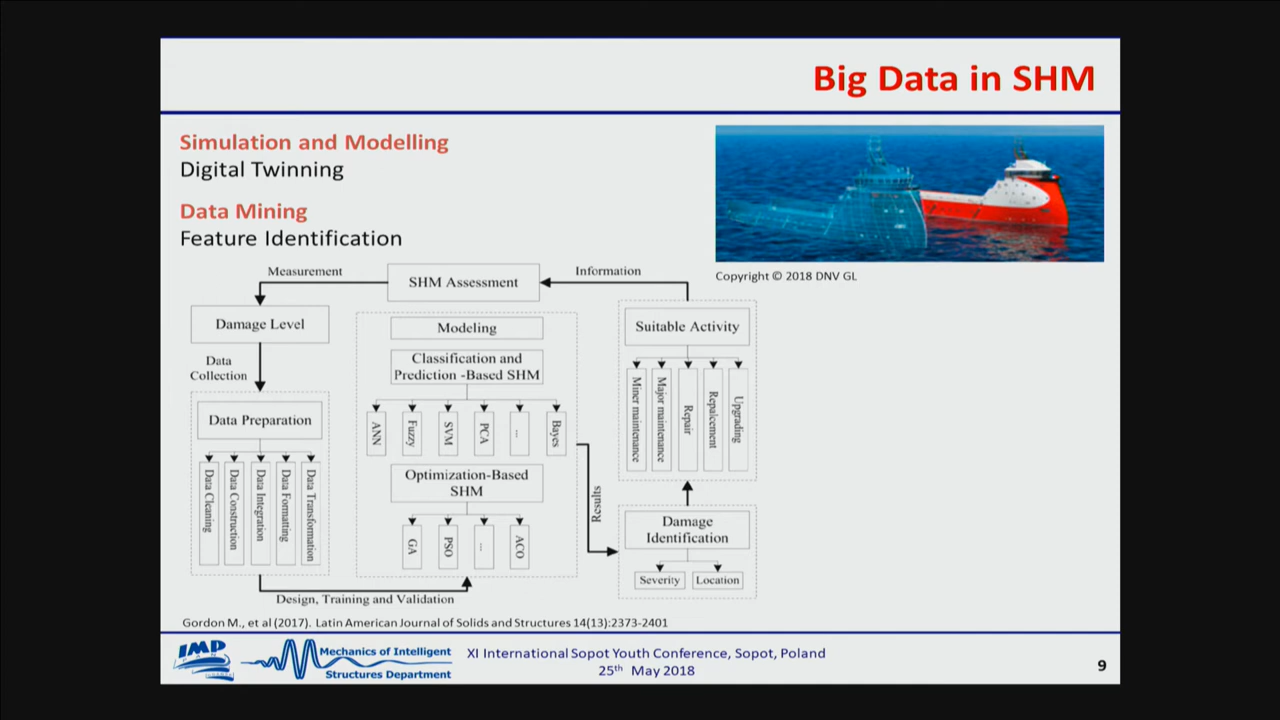 Big Data in SHM
Simulation and Modelling
Digital Twinning
Data Mining
Feature Identification
Copyright © 2018 DNV GL
Measurement
SHM Assessment
Information
Damage Level
Data
Collection
Data Preparation
Data Cleaning
Data Construction
Data Integration
Data Formatting
Data Transformation
Design, Training and Validation
Modeling
Classification and
Prediction -Based SHM
ANN
Fuzzy
SVM
PCA
...
Bayes
Optimization-Based
SHM
GA
PSO
...
ACO
Results
Suitable Activity
Miner maintenance
Major maintenance
Repair
Repalcement
Upgrading
Damage
Identification
Severity
Location
Gordon M., et al (2017). Latin American Journal of Solids and Structures 14(13):2373-2401
IMP
Mechanics of Intelligent
Structures Department
XI International Sopot Youth Conference, Sopot, Poland
25th May 2018
9